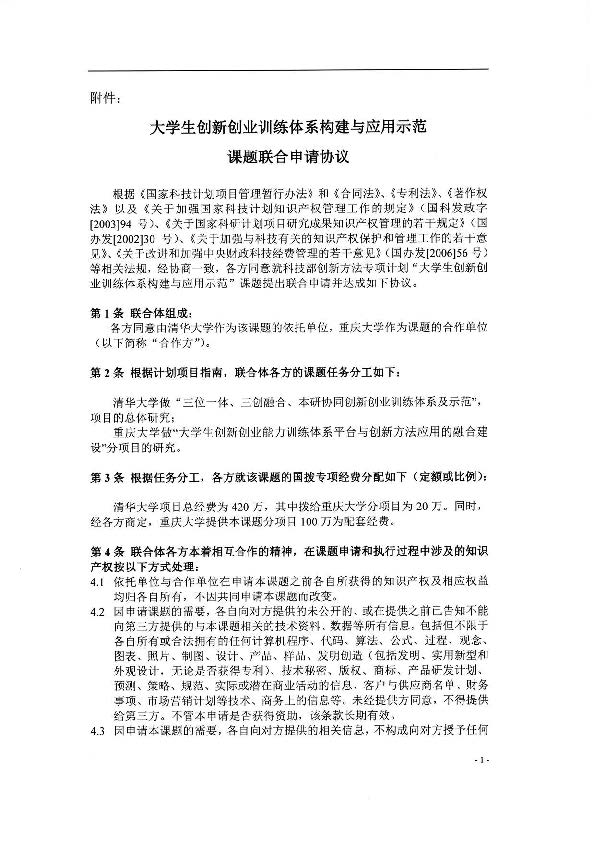 附件：
大学生创新创业训练体系构建与应用示范
课题联合申请协议
根据《国家科技计划项目管理暂行办法》和《合同法》、《专利法》、《著作权
法》以及《关于加强国家科技计划知识产权管理工作的规定》（国科发政字
[2003]94 号）、《关于国家科研计划项目研究成果知识产权管理的若干规定》（国
办发[2002]30 号）、《关于加强与科技有关的知识产权保护和管理工作的若干意
见》、《关于改进和加强中央财政科技经费管理的若干意见》（国办发[2006]56 号）
等相关法规，经协商一致，各方同意就科技部创新方法专项计划“大学生创新创
业训练体系构建与应用示范”课题提出联合申请并达成如下协议。
第 1 条 联合体组成：
各方同意由清华大学作为该课题的依托单位，重庆大学作为课题的合作单位
（以下简称“合作方”）。
第 2 条 根据计划项目指南，联合体各方的课题任务分工如下：
清华大学做“三位一体、三创融合、本研协同创新创业训练体系及示范”，
项目的总体研究；
重庆大学做“大学生创新创业能力训练体系平台与创新方法应用的融合建
设”分项目的研究。
第 3 条 根据任务分工，各方就该课题的国拨专项经费分配如下（定额或比例）：
清华大学项目总经费为 420 万，其中拨给重庆大学分项目为 20 万。同时，
经各方商定，重庆大学提供本课题分项目 100 万为配套经费。
第 4 条 联合体各方本着相互合作的精神，在课题申请和执行过程中涉及的知识
产权按以下方式处理：
4.1 依托单位与合作单位在申请本课题之前各自所获得的知识产权及相应权益
均归各自所有，不因共同申请本课题而改变。
4.2 因申请课题的需要，各自向对方提供的未公开的、或在提供之前已告知不能
向第三方提供的与本课题相关的技术资料、数据等所有信息，包括但不限于
各自所有或合法拥有的任何计算机程序、代码、算法、公式、过程、观念、
图表、照片、制图、设计、产品、样品、发明创造（包括发明、实用新型和
外观设计，无论是否获得专利）、技术秘密、版权、商标、产品研发计划、
预测、策略、规范、实际或潜在商业活动的信息、客户与供应商名单、财务
事项、市场营销计划等技术、商务上的信息等，未经提供方同意，不得提供
给第三方。不管本申请是否获得资助，该条款长期有效。
4.3 因申请本课题的需要，各自向对方提供的相关信息，不构成向对方授予任何
- 1 -